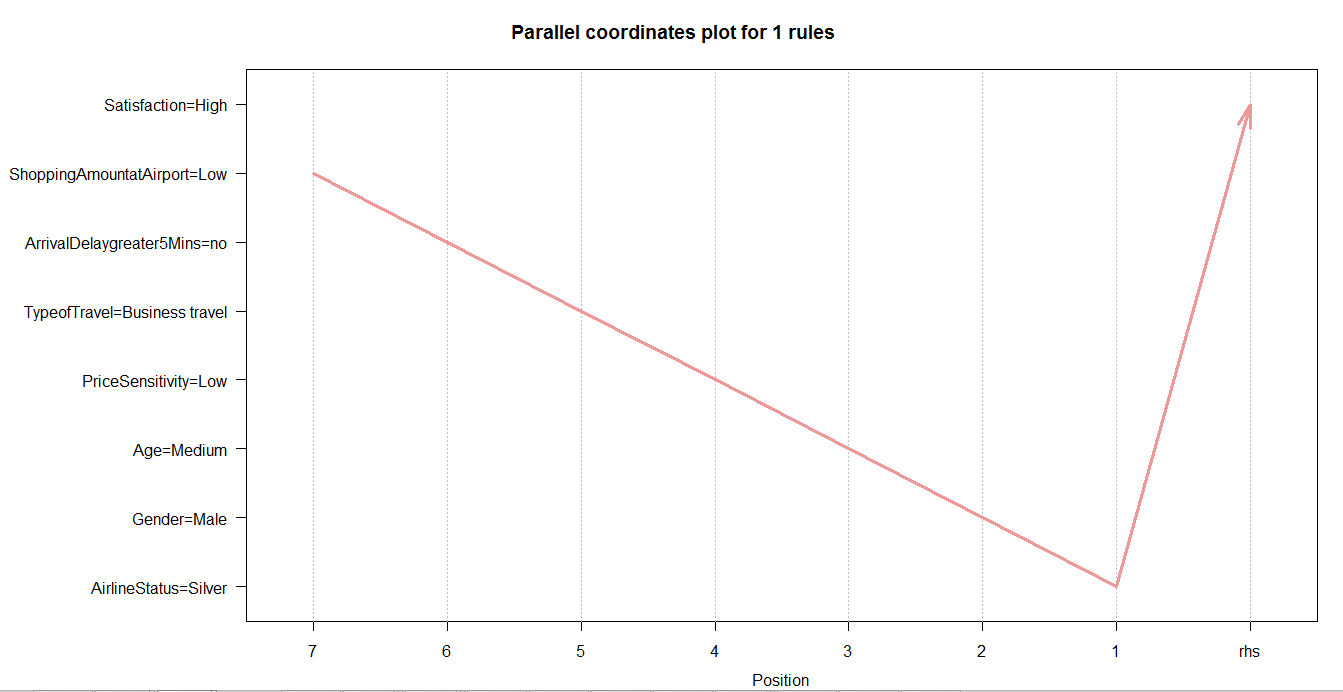 Parallel coordinates plot for 1 rules
Satisfaction=High
ShoppingAmountatAirport=Low
ArrivalDelaygreater5Mins=no
TypeofTravel=Business travel
PriceSensitivity=Low
Age=Medium
Gender=Male
AirlineStatus=Silver
7 6 5 4 3 2 1 rhs
Position